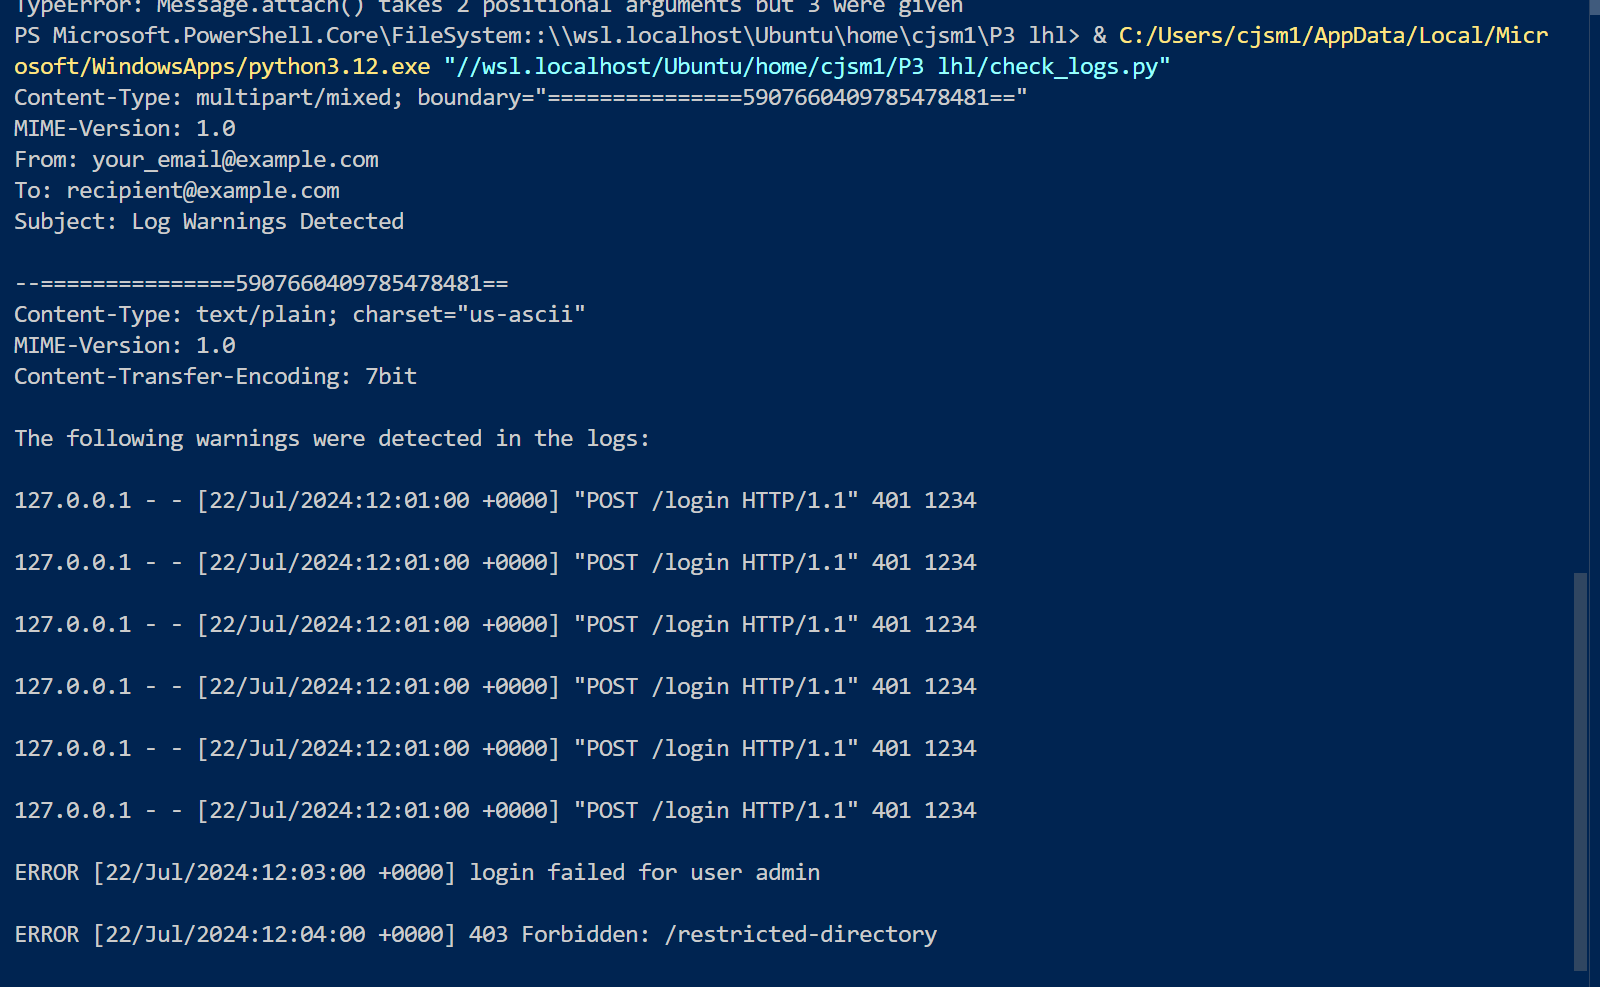 TypeError: Message.attach() takes 2 positional arguments but 3 were given
PS Microsoft.PowerShell.Core\FileSystem::\\wsl.localhost\Ubuntu\home\cjsm1\P3 lhl> & C:/Users/cjsm1/AppData/Local/Micr
osoft/WindowsApps/python3.12.exe "//wsl.localhost/Ubuntu/home/cjsm1/P3 lhl/check_logs.py"
Content-Type: multipart/mixed; boundary="===============5907660409785478481=="
MIME-Version: 1.0
From: your_email@example.com
To: recipient@example.com
Subject: Log Warnings Detected

--===============5907660409785478481==
Content-Type: text/plain; charset="us-ascii"
MIME-Version: 1.0
Content-Transfer-Encoding: 7bit

The following warnings were detected in the logs:

127.0.0.1 - - [22/Jul/2024:12:01:00 +0000] "POST /login HTTP/1.1" 401 1234

127.0.0.1 - - [22/Jul/2024:12:01:00 +0000] "POST /login HTTP/1.1" 401 1234

127.0.0.1 - - [22/Jul/2024:12:01:00 +0000] "POST /login HTTP/1.1" 401 1234

127.0.0.1 - - [22/Jul/2024:12:01:00 +0000] "POST /login HTTP/1.1" 401 1234

127.0.0.1 - - [22/Jul/2024:12:01:00 +0000] "POST /login HTTP/1.1" 401 1234

127.0.0.1 - - [22/Jul/2024:12:01:00 +0000] "POST /login HTTP/1.1" 401 1234

ERROR [22/Jul/2024:12:03:00 +0000] login failed for user admin

ERROR [22/Jul/2024:12:04:00 +0000] 403 Forbidden: /restricted-directory